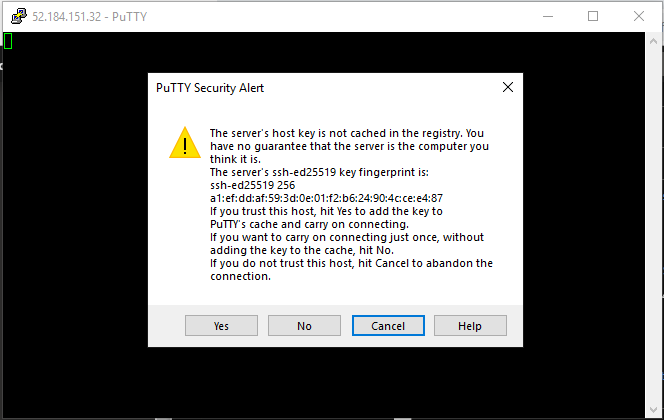 52.184.151.32 - PuTTY
PuTTY Security Alert
The server's host key is not cached in the registry. You
have no guarantee that the server is the computer you
think it is.
The server's ssh-ed25519 key fingerprint is:
ssh-ed25519 256
a1:ef:dd:af:59:3d:0e:01:f2:b6:24:90:4c:ce:e4:87
If you trust this host, hit Yes to add the key to
PuTTY's cache and carry on connecting.
If you want to carry on connecting just once, without
adding the key to the cache, hit No.
If you do not trust this host, hit Cancel to abandon the
connection.
Yes No Cancel Help